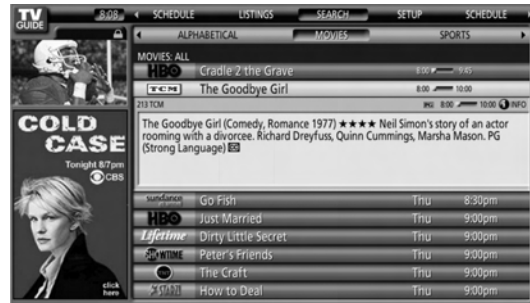 TV
GUIDE
8:08
SCHEDULE LISTINGS SEARCH SETUP SCHEDULE
ALPHABETICAL MOVIES SPORTS
MOVIES: ALL
HBO Cradle 2 the Grave 8:00 9:45
TCM The Goodbye Girl 8:00 10:00
213 TCM PG 8:00 10:00 INFO
The Goodbye Girl (Comedy, Romance 1977) ★★★★ Neil Simon's story of an actor
rooming with a divorcee. Richard Dreyfuss, Quinn Cummings, Marsha Mason. PG
(Strong Language)
COLD
CASE
Tonight 8/7pm
CBS
click
here
sundance Go Fish Thu 8:30pm
HBO Just Married Thu 9:00pm
Lifetime Dirty Little Secret Thu 9:00pm
SHOWTIME Peter's Friends Thu 9:00pm
The Craft Thu 9:00pm
STARZ How to Deal Thu 9:00pm